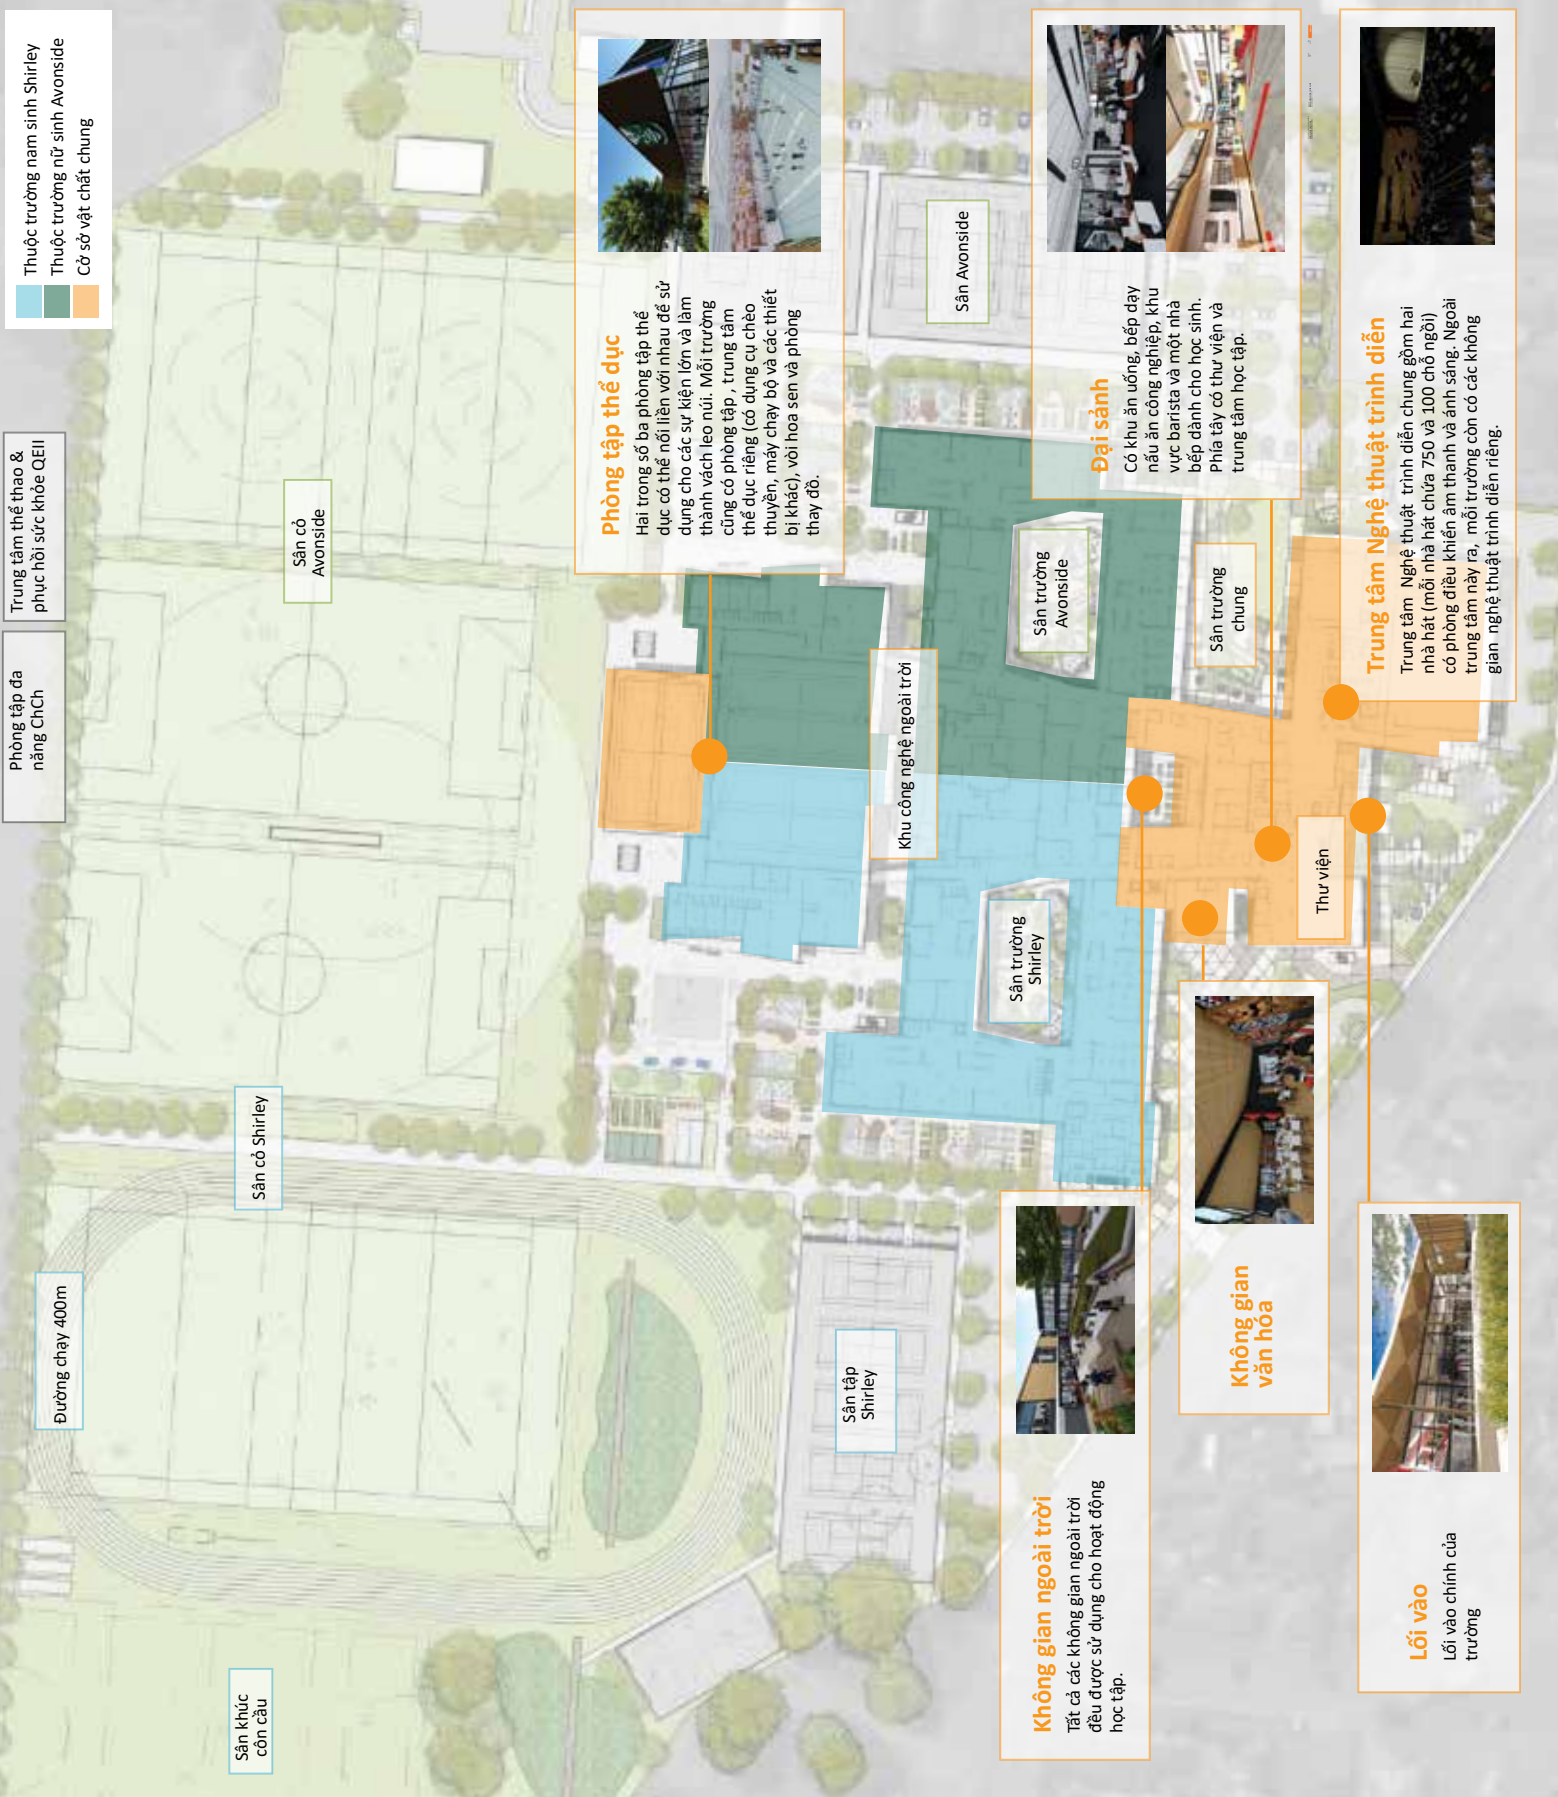 Thuộc trường nam sinh Shirley
Thuộc trường nữ sinh Avonside
Cở sở vật chất chung
Phòng tập đa
năng ChCh
Trung tâm thể thao &
phục hồi sức khỏe QEII
Sân khúc
côn cầu
Đường chạy 400m
Sân cỏ Shirley
Sân cỏ
Avonside
Phòng tập thể dục
Hai trong số ba phòng tập thể
dục có thể nối liền với nhau để sử
dụng cho các sự kiện lớn và làm
thành vách leo núi. Mỗi trường
cũng có phòng tập , trung tâm
thể dục riêng (có dụng cụ chèo
thuyền, máy chạy bộ và các thiết
bị khác), vòi hoa sen và phòng
thay đồ.
Sân tập
Shirley
Khu công nghệ ngoài trời
Sân Avonside
Sân trường
Shirley
Sân trường
Avonside
Không gian ngoài trời
Tất cả các không gian ngoài trời
đều được sử dụng cho hoạt động
học tập.
Đại sảnh
Có khu ăn uống, bếp dạy
nấu ăn công nghiệp, khu
vực barista và một nhà
bếp dành cho học sinh.
Phía tây có thư viện và
trung tâm học tập.
Sân trường
chung
Không gian
văn hóa
Thư viện
Lối vào
Lối vào chính của
trường
Trung tâm Nghệ thuật trình diễn
Trung tâm Nghệ thuật trình diễn chung gồm hai
nhà hát (mỗi nhà hát chứa 750 và 100 chỗ ngồi)
có phòng điều khiển âm thanh và ánh sáng. Ngoài
trung tâm này ra, mỗi trường còn có các không
gian nghệ thuật trình diễn riêng.